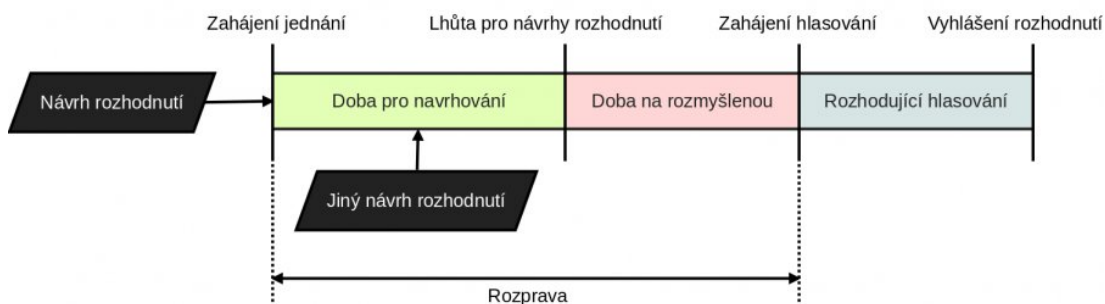 Zahájení jednání
Lhůta pro návrhy rozhodnutí
Zahájení hlasování
Vyhlášení rozhodnutí
Návrh rozhodnutí
Doba pro navrhování
Doba na rozmyšlenou
Rozhodující hlasování
Jiný návrh rozhodnutí
Rozprava